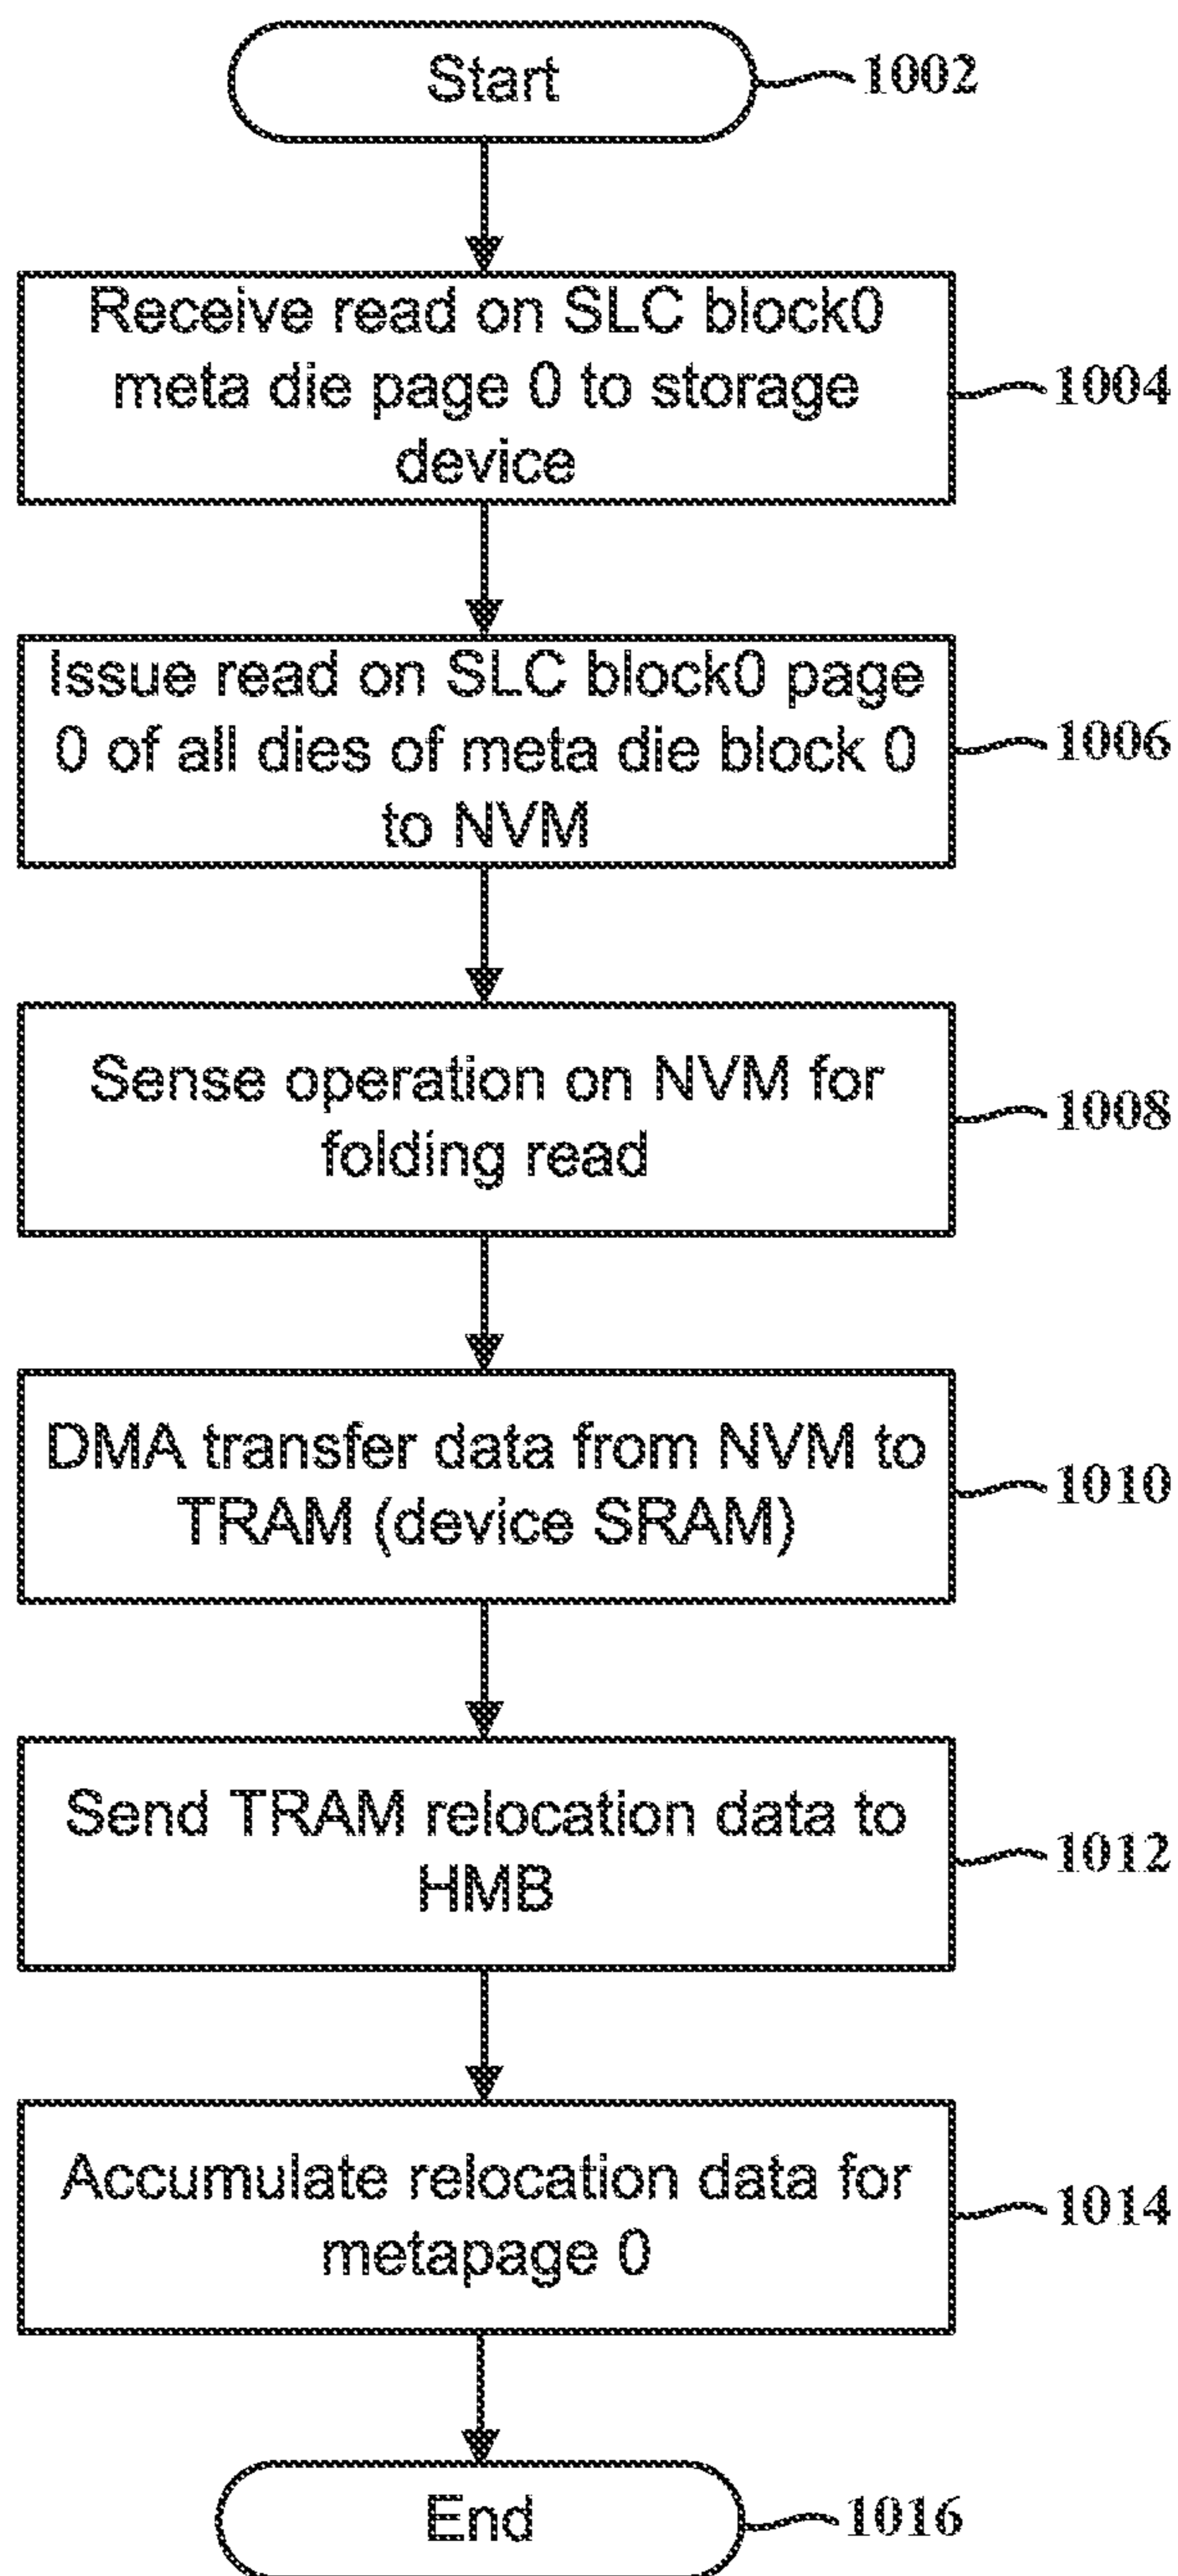 Start
1002
Receive read on SLC block0
meta die page 0 to storage
device
1004
Issue read on SLC block0 page
0 of all dies of meta die block 0
to NVM
1006
Sense operation on NVM for
folding read
1008
DMA transfer data from NVM to
TRAM (device SRAM)
1010
Send TRAM relocation data to
HMB
1012
Accumulate relocation data for
metapage 0
1014
End
1016